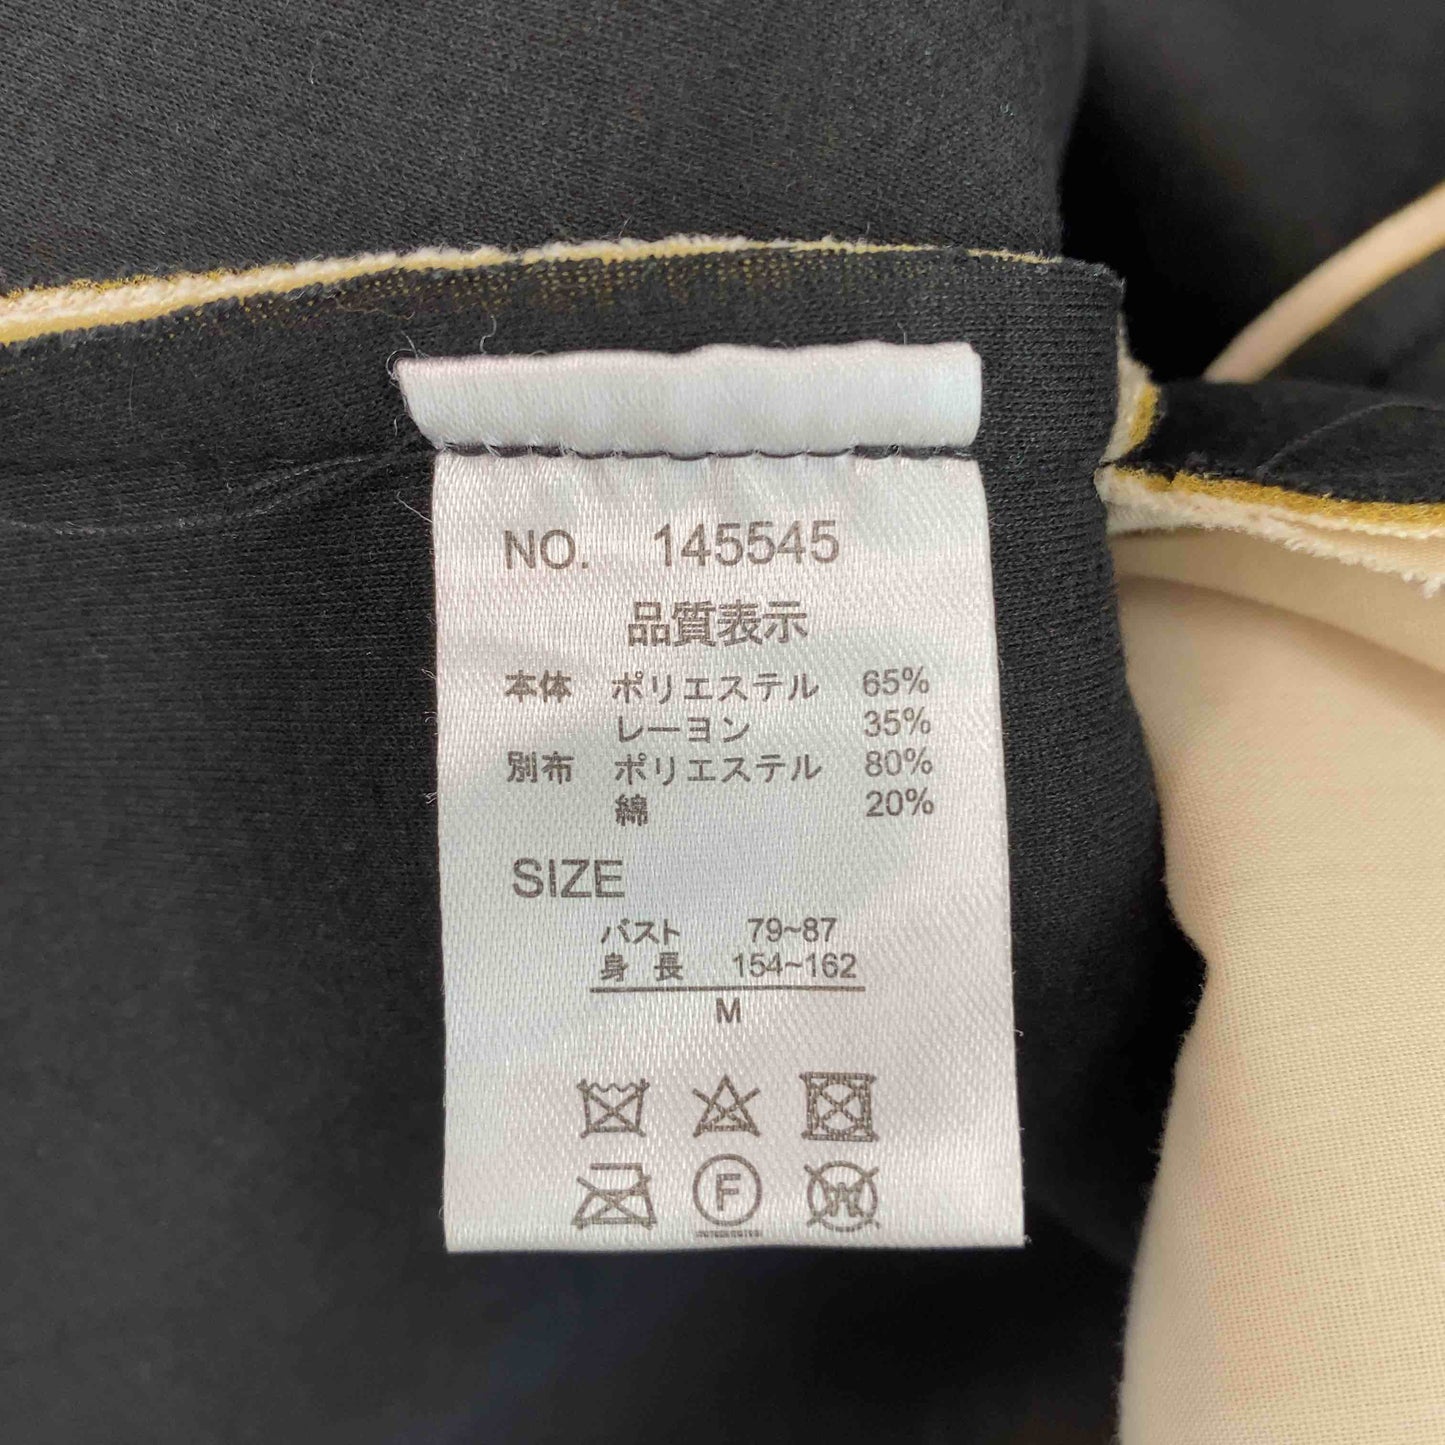 NO. 145545
品質表示
本体 ポリエステル 65%
レーヨン 35%
別布 ポリエステル 80%
綿 20%
SIZE
バスト 79~87
身長 154~162
M
F